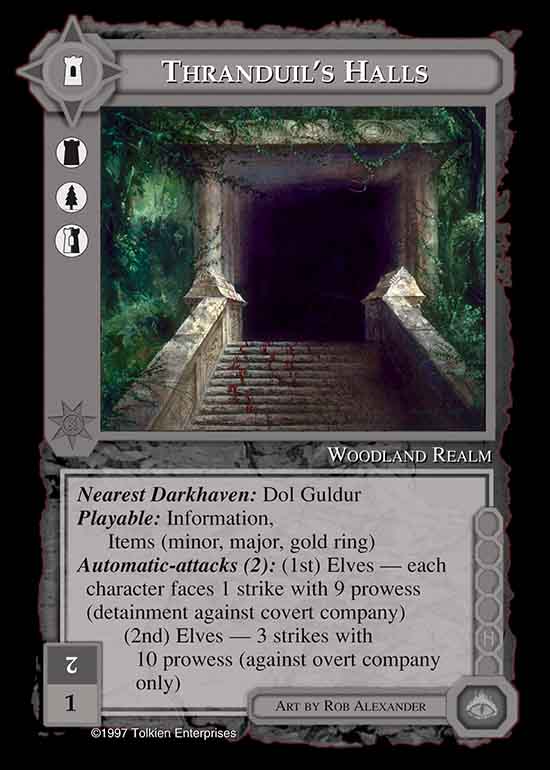 THRANDUIL'S HALLS
WOODLAND REALM
Nearest Darkhaven: Dol Guldur
Playable: Information,
Items (minor, major, gold ring)
Automatic-attacks (2): (1st) Elves — each
character faces 1 strike with 9 prowess
(detainment against covert company)
(2nd) Elves — 3 strikes with
10 prowess (against overt company
only)
H
2
1
ART BY ROB ALEXANDER
©1997 Tolkien Enterprises